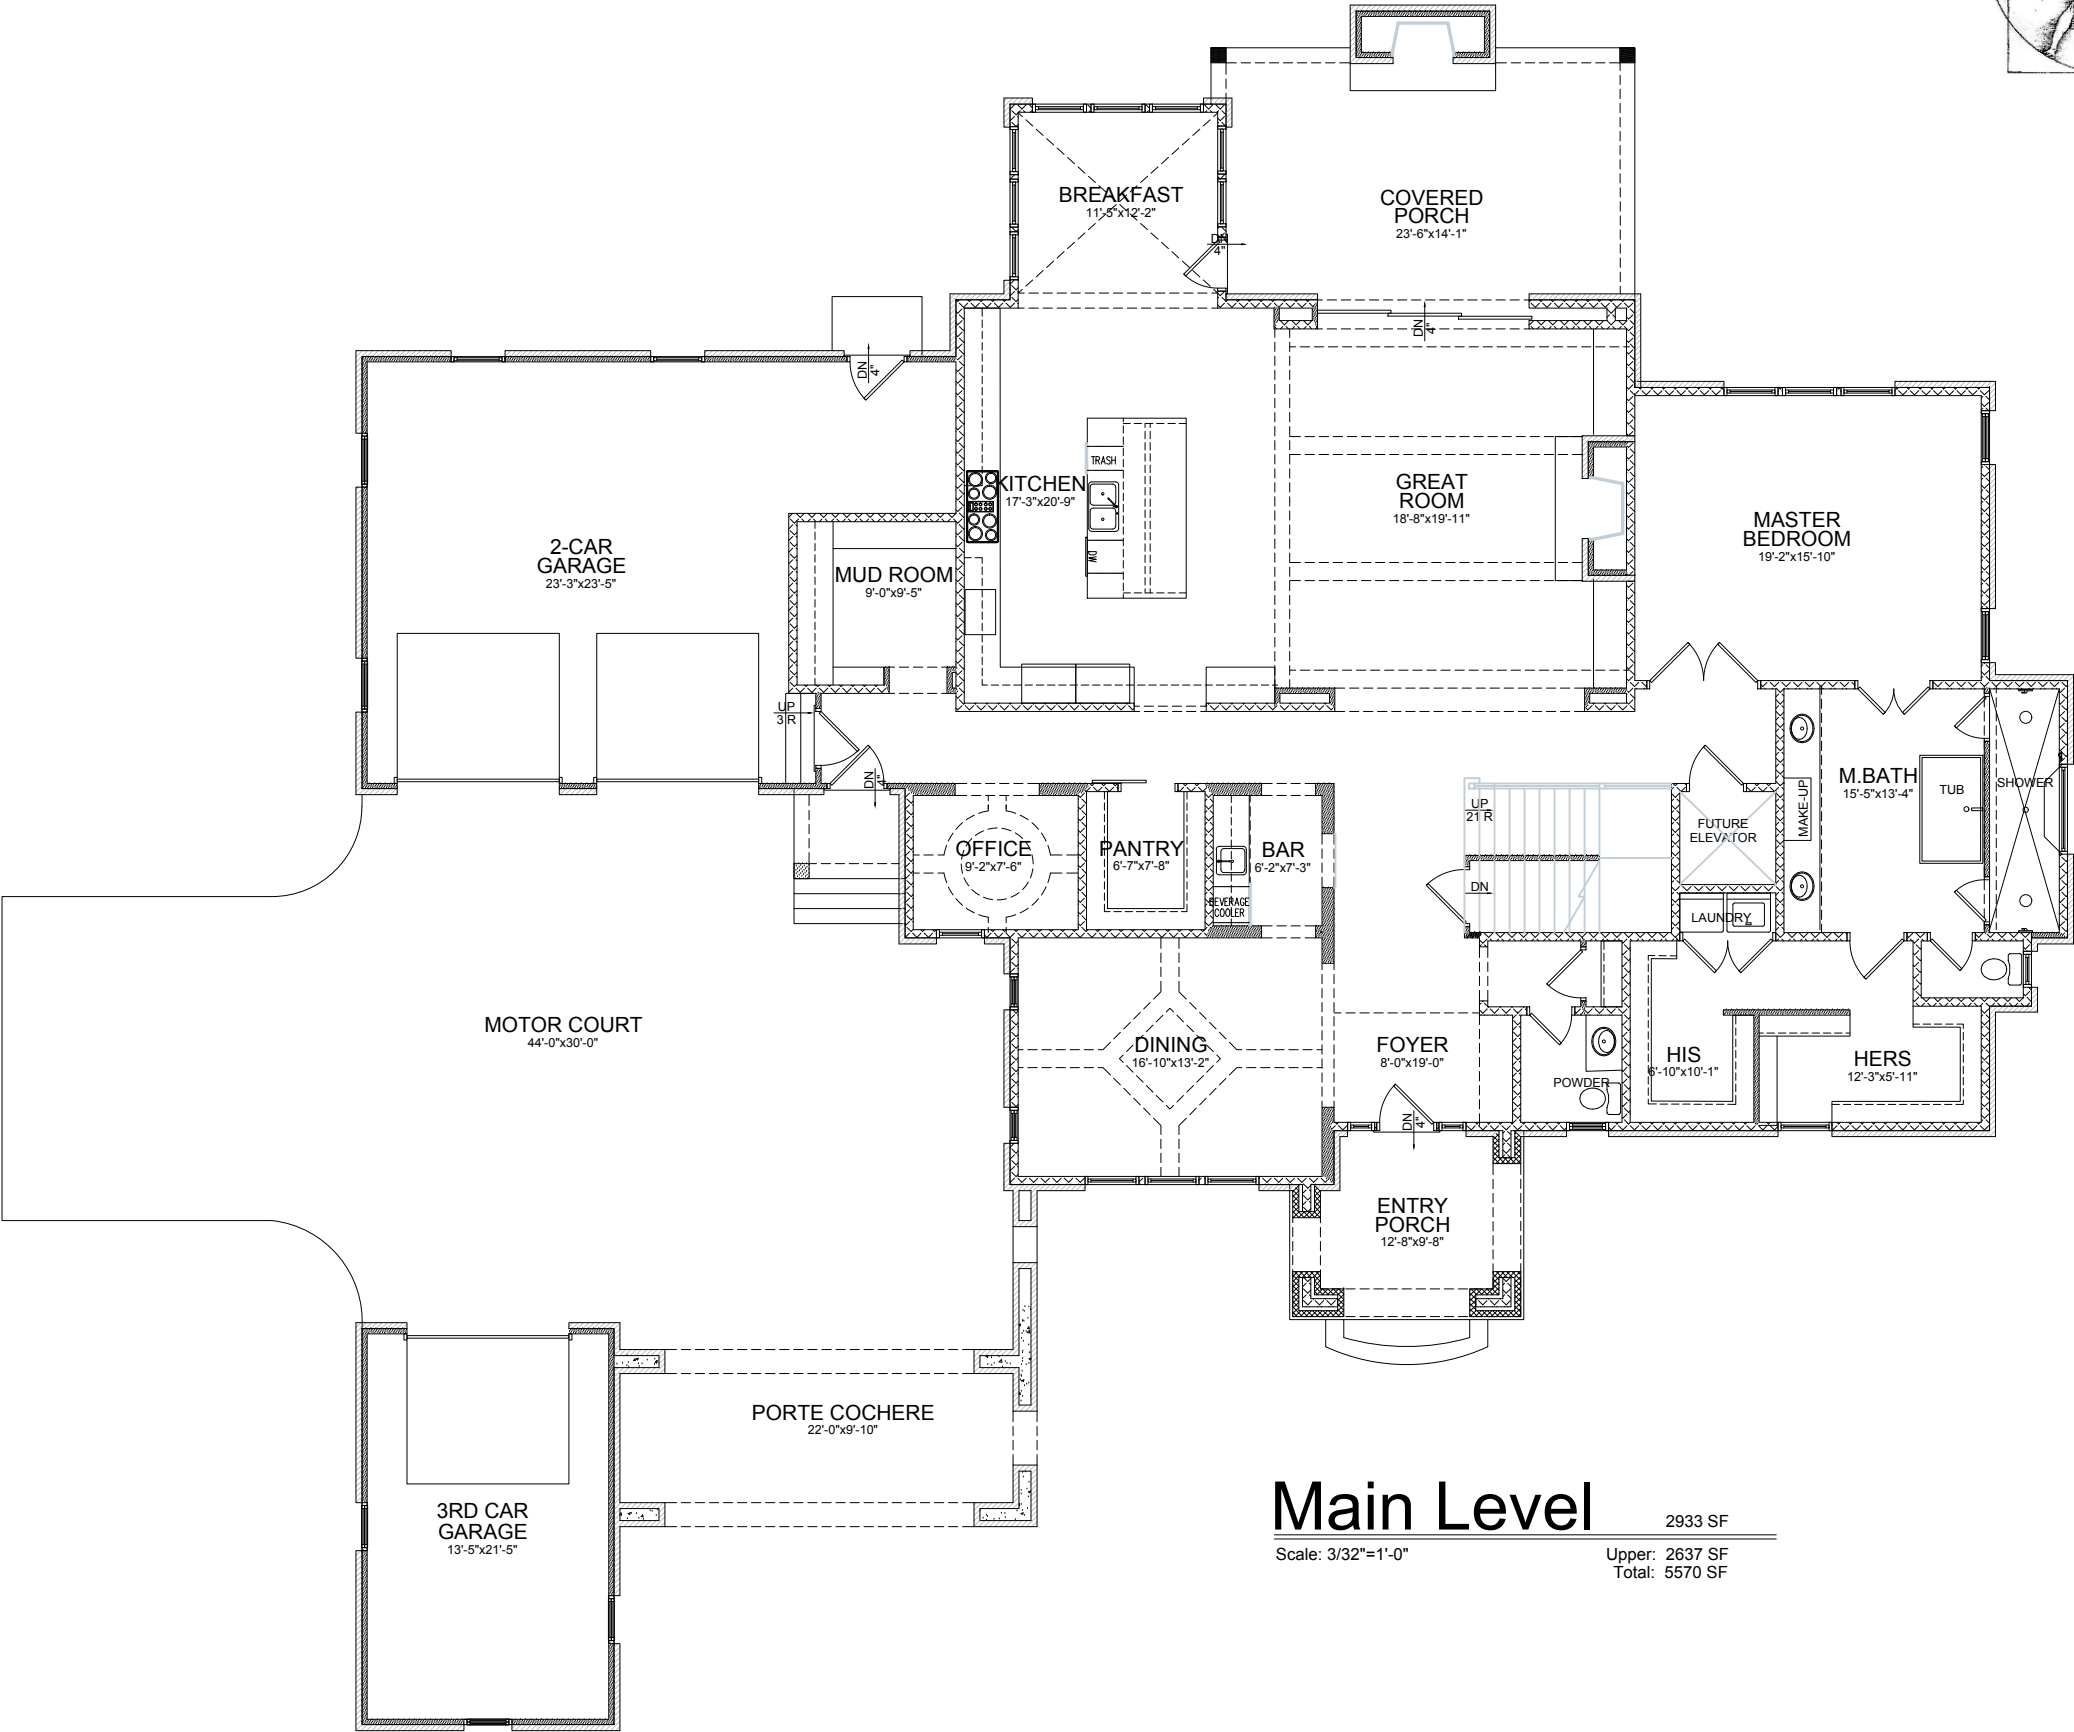 BREAKFAST
11'-5"x12'-2"
COVERED
PORCH
23'-6"x14'-1"
DN
4"
DN
4"
DN
4"
TRASH
KITCHEN
17'-3"x20'-9"
DW
GREAT
ROOM
18'-8"x19'-11"
MASTER
BEDROOM
19'-2"x15'-10"
2-CAR
GARAGE
23'-3"x23'-5"
MUD ROOM
9'-0"x9'-5"
UP
3 R
DN
4"
M.BATH
15'-5"x13'-4"
MAKE-UP
TUB
SHOWER
UP
21 R
FUTURE
ELEVATOR
OFFICE
9'-2"x7'-6"
PANTRY
6'-7"x7'-8"
BAR
6'-2"x7'-3"
BEVERAGE
COOLER
DN
LAUNDRY
MOTOR COURT
44'-0"x30'-0"
DINING
16'-10"x13'-2"
FOYER
8'-0"x19'-0"
POWDER
HIS
6'-10"x10'-1"
HERS
12'-3"x5'-11"
DN
4"
ENTRY
PORCH
12'-8"x9'-8"
PORTE COCHERE
22'-0"x9'-10"
3RD CAR
GARAGE
13'-5"x21'-5"
Main Level 2933 SF
Scale: 3/32"=1'-0" Upper: 2637 SF
Total: 5570 SF